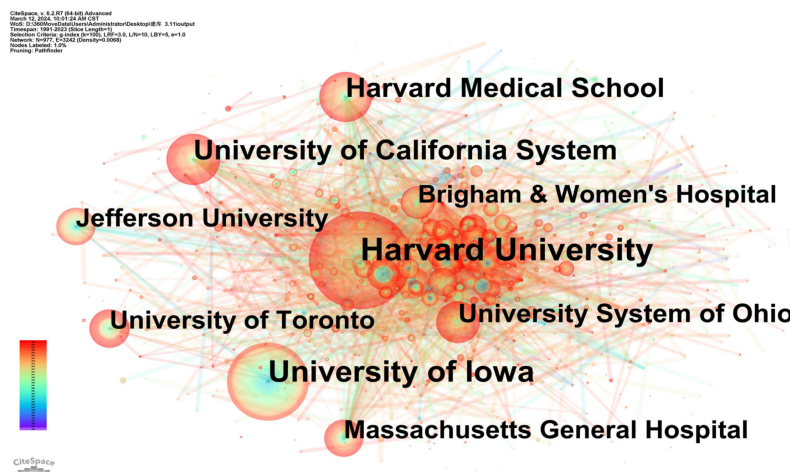 CiteSpace, v. 6.2.R7 (64-bit) Advanced
March 12, 2024, 10:01:24 AM CST
WoS: D:\360MoveData\Users\Administrator\Desktop\建库 3.11\output
Timespan: 1991-2023 (Slice Length=1)
Selection Criteria: g-index (k=100), LRF=3.0, L/N=10, LBY=5, e=1.0
Network: N=977, E=3242 (Density=0.0068)
Nodes Labeled: 1.0%
Pruning: Pathfinder
Harvard Medical School
University of California System
Brigham & Women's Hospital
Jefferson University
Harvard University
University of Toronto
University System of Ohio
University of Iowa
Massachusetts General Hospital
CiteSpace